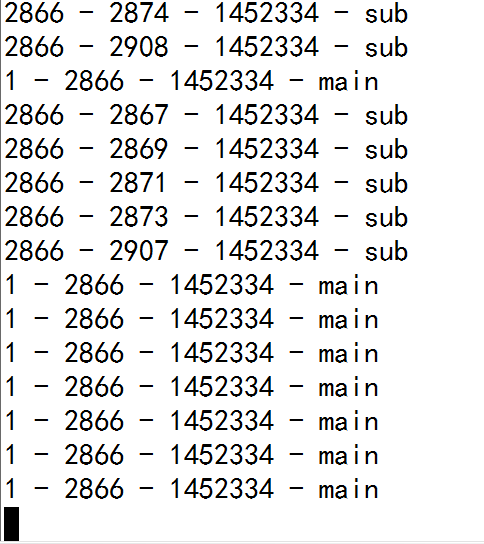 2866 - 2874 - 1452334 - sub
2866 - 2908 - 1452334 - sub
1 - 2866 - 1452334 - main
2866 - 2867 - 1452334 - sub
2866 - 2869 - 1452334 - sub
2866 - 2871 - 1452334 - sub
2866 - 2873 - 1452334 - sub
2866 - 2907 - 1452334 - sub
1 - 2866 - 1452334 - main
1 - 2866 - 1452334 - main
1 - 2866 - 1452334 - main
1 - 2866 - 1452334 - main
1 - 2866 - 1452334 - main
1 - 2866 - 1452334 - main
1 - 2866 - 1452334 - main